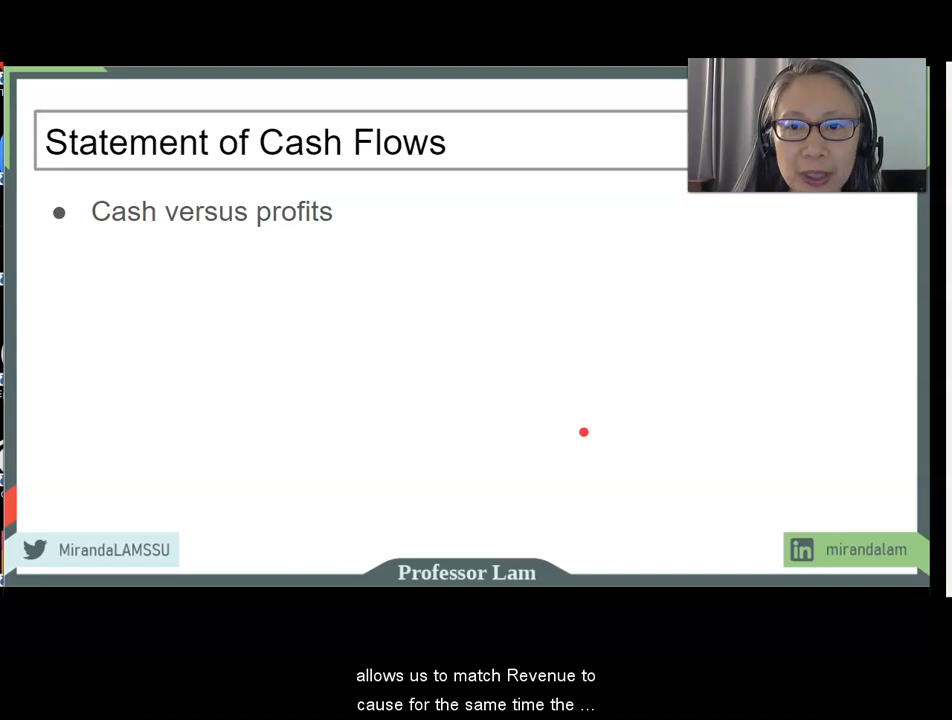 Statement of Cash Flows
● Cash versus profits
MirandaLAMSSU
in mirandalam
Professor Lam
allows us to match Revenue to
cause for the same time the ...